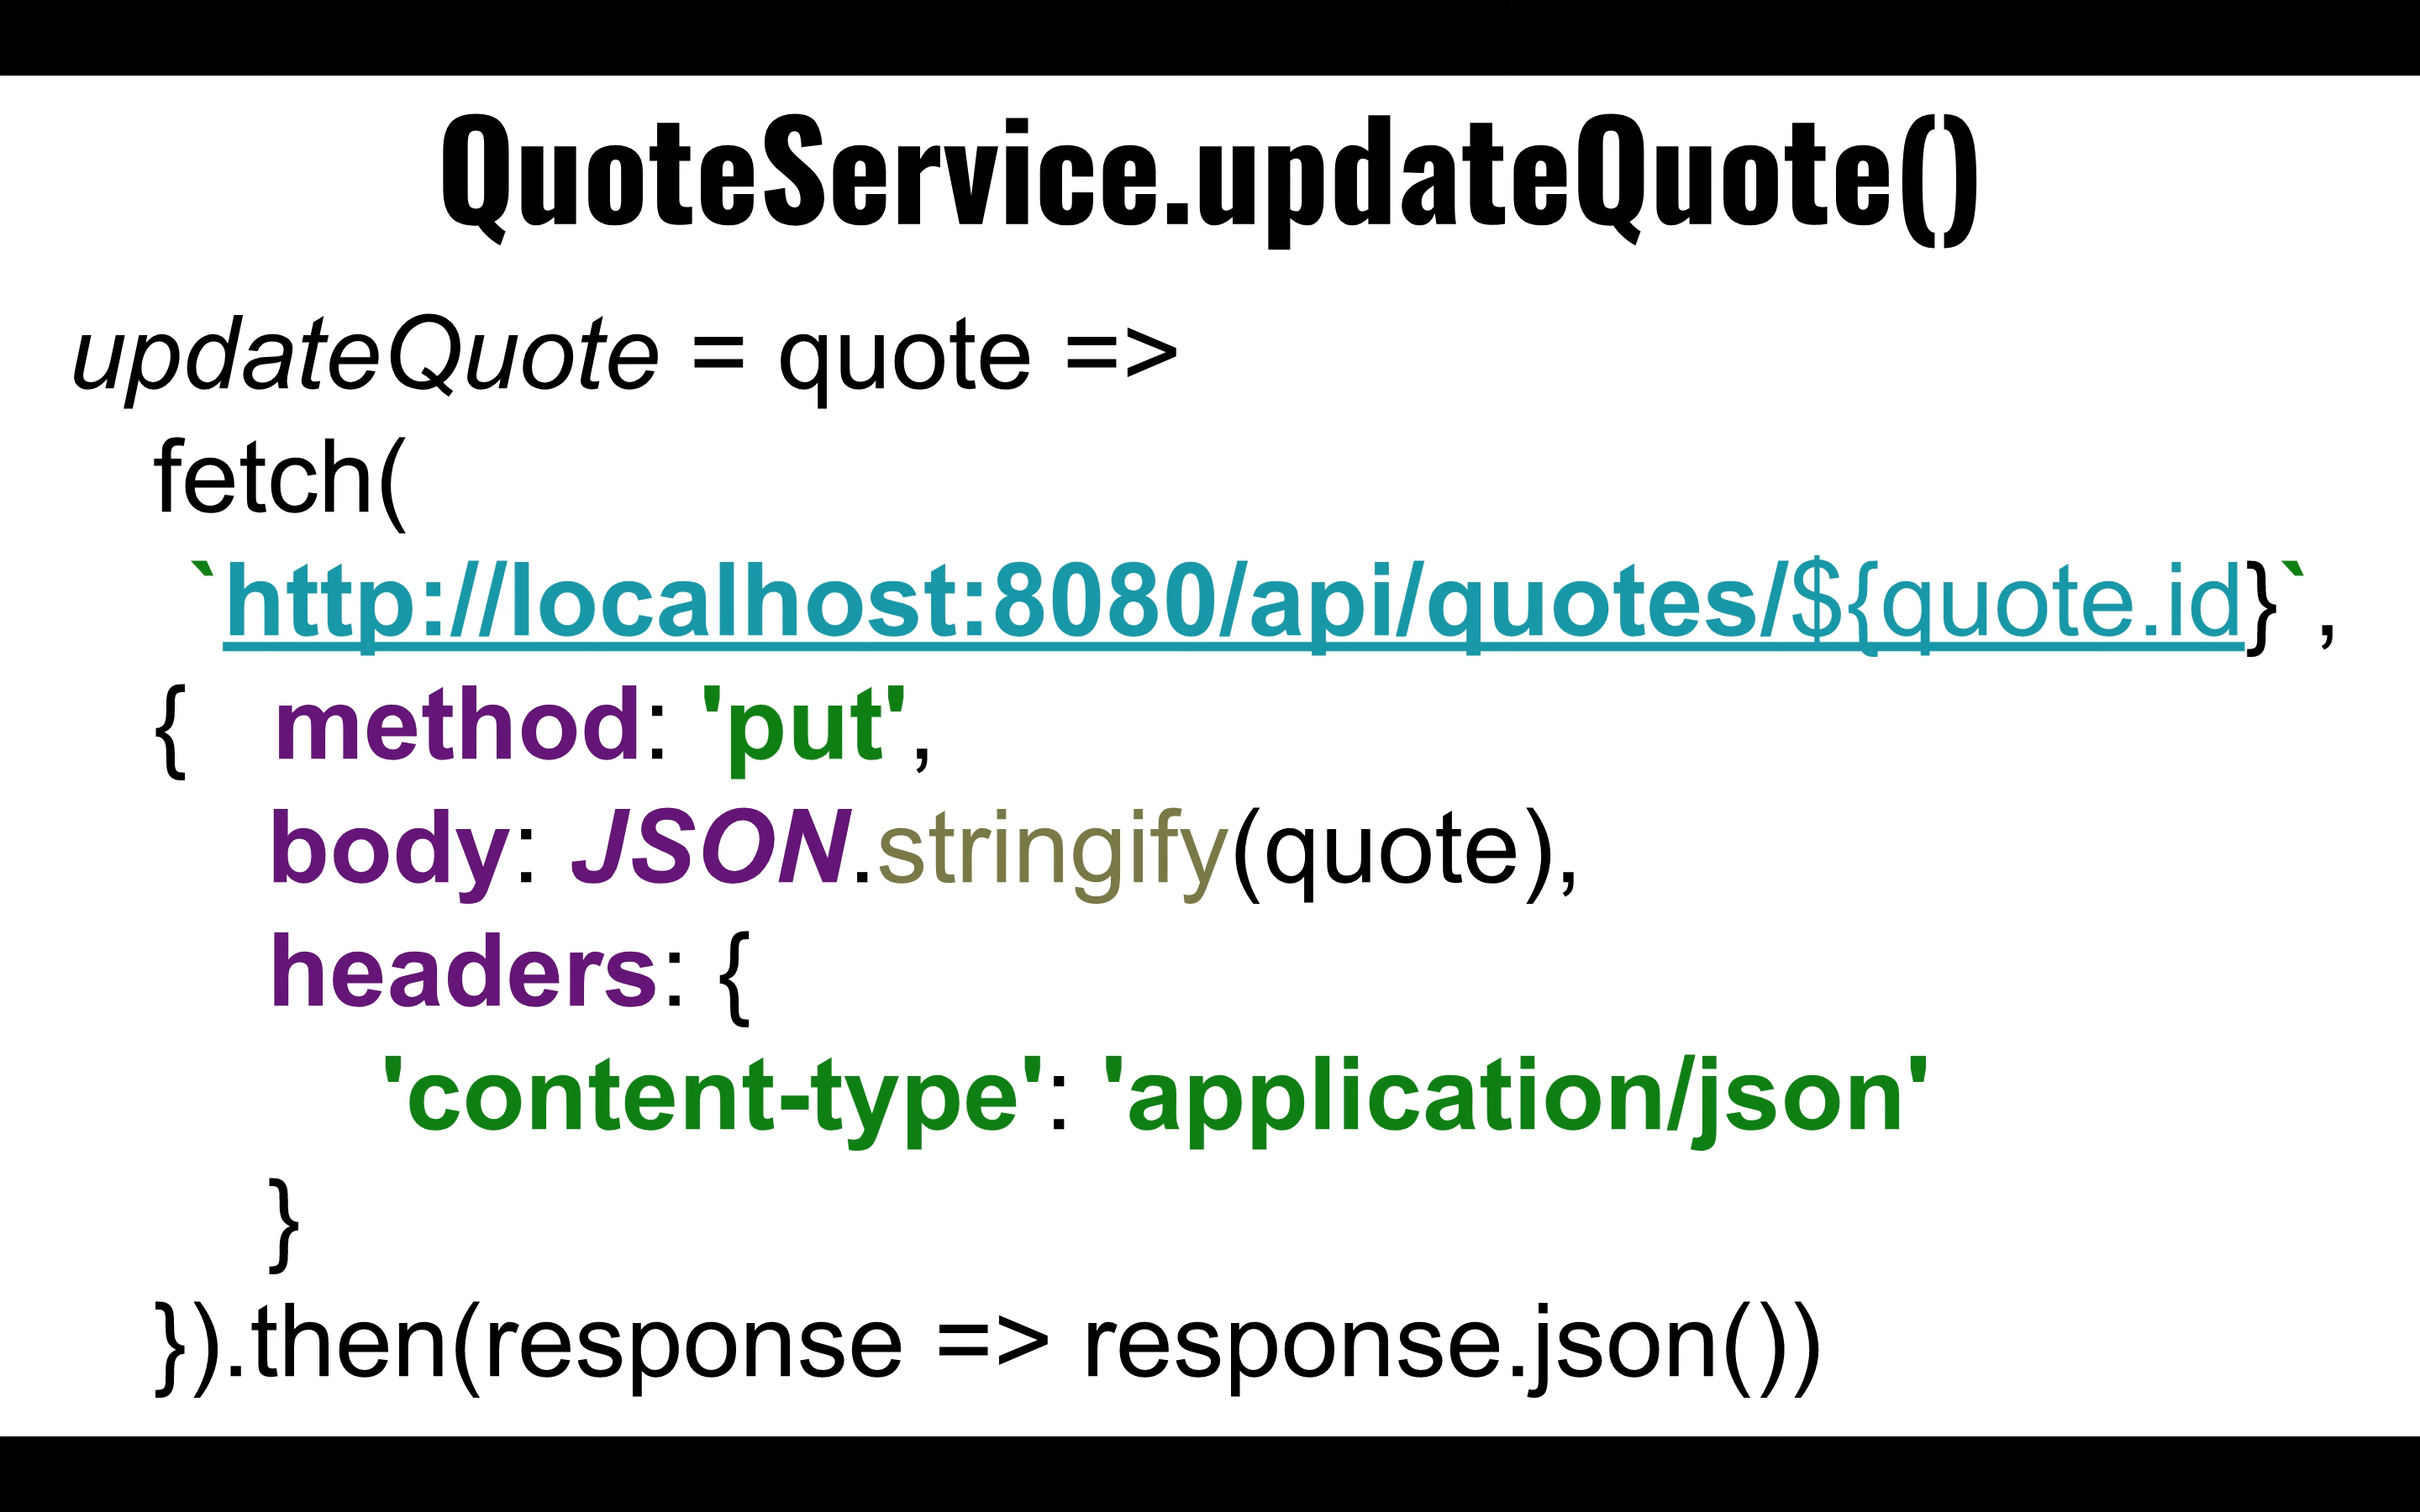 QuoteService.updateQuote()
updateQuote = quote =>
fetch(
`http://localhost:8080/api/quotes/${quote.id}`,
{ method: 'put',
body: JSON.stringify(quote),
headers: {
'content-type': 'application/json'
}
}).then(response => response.json())